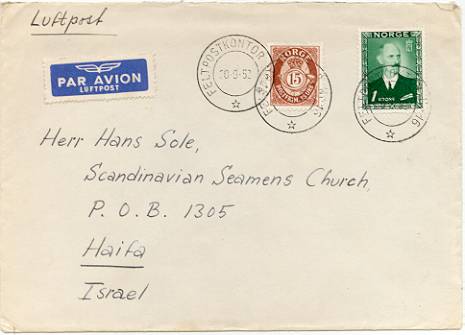 Luftpost
PAR AVION
LUFTPOST
FELTPOSTKONTOR
NORGE
15
NORGE
1 KRONE
16
Herr Hans Sole,
Scandinavian Seamens Church,
P. O. B. 1305
Haifa
Israel